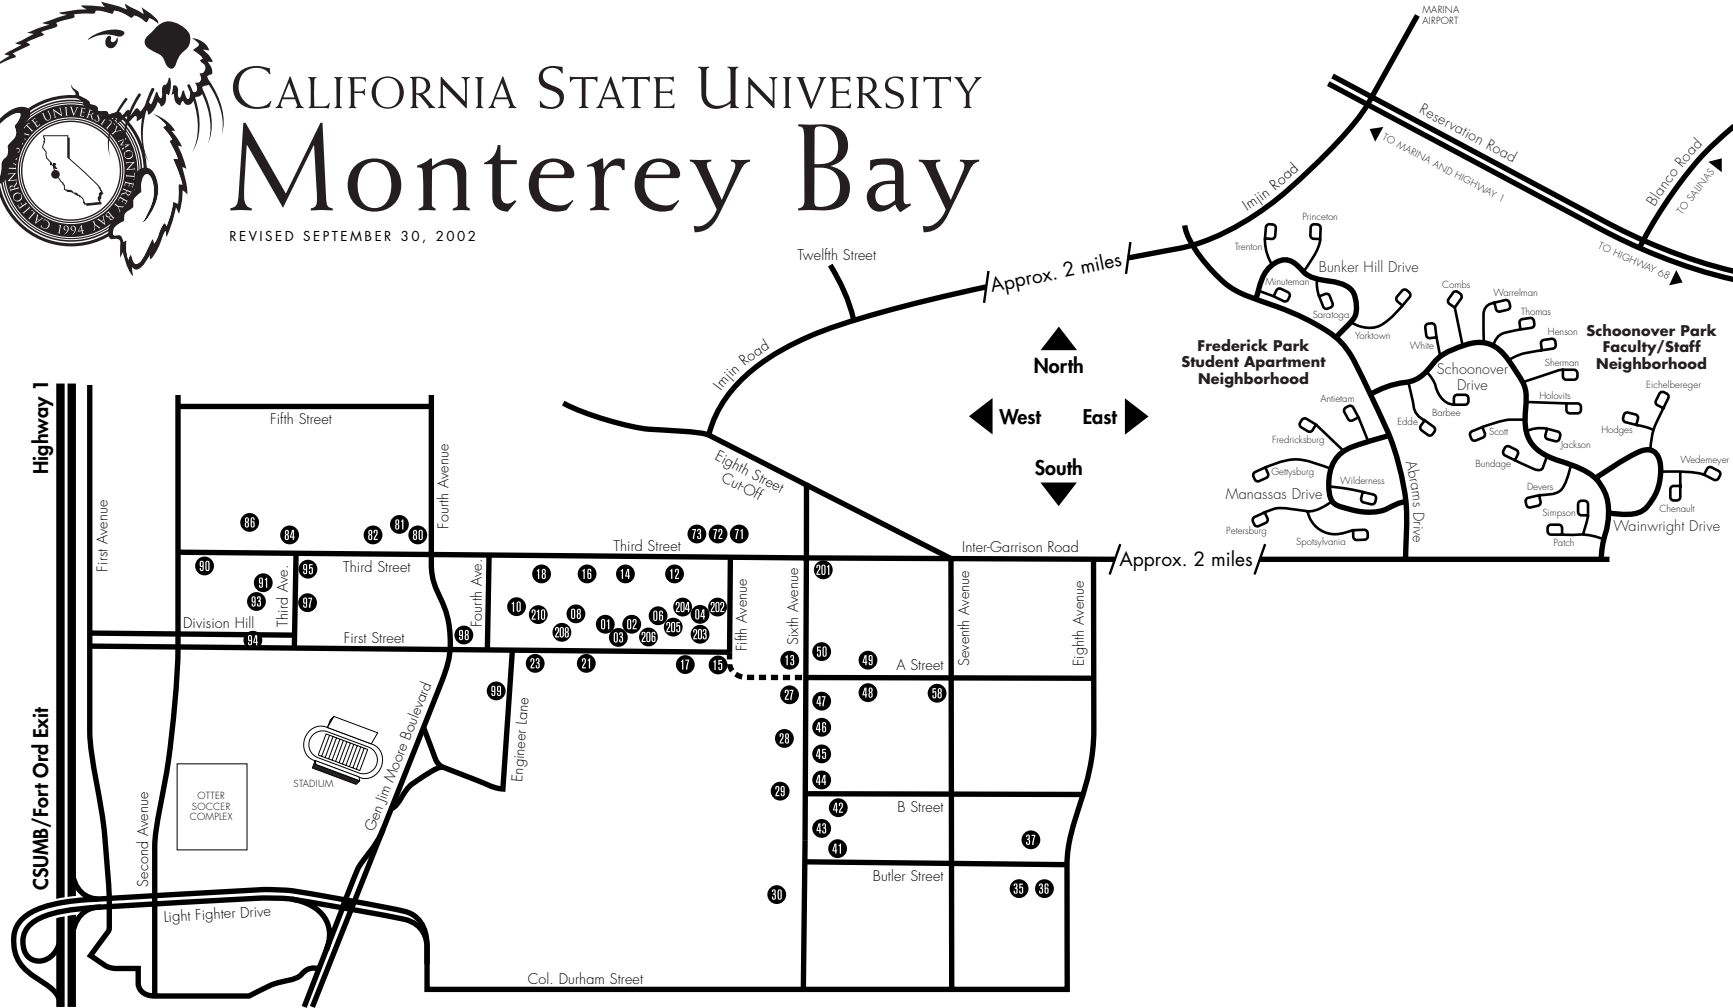 CALIFORNIA STATE UNIVERSITY
Monterey Bay
REVISED SEPTEMBER 30, 2002
CALIFORNIA STATE UNIVERSITY MONTEREY BAY
1994
MARINA
AIRPORT
Reservation Road
TO MARINA AND HIGHWAY 1
Blanco Road
TO SALINAS
TO HIGHWAY 68
Imjin Road
Twelfth Street
Approx. 2 miles
Imjin Road
Princeton
Trenton
Bunker Hill Drive
Minuteman
Saratoga
Yorktown
Combs
Warrelman
Thomas
Henson
White
Sherman
Schoonover
Drive
Holovits
Barbee
Edde
Scott
Jackson
Bundage
Devers
Simpson
Patch
Schoonover Park
Faculty/Staff
Neighborhood
Eichelbereger
Hodges
Wedemeyer
Chenault
Wainwright Drive
Frederick Park
Student Apartment
Neighborhood
Antietam
Fredricksburg
Gettysburg
Wilderness
Manassas Drive
Petersburg
Spotsylvania
Abrams Drive
North
West
East
South
Highway 1
CSUMB/Fort Ord Exit
First Avenue
Fifth Street
Fourth Avenue
Eighth Street
Cut-Off
86
84
82
81
80
73
72
71
Third Street
Inter-Garrison Road
Approx. 2 miles
90
91
93
Third Ave.
95
97
Third Street
Division Hill
94
First Street
98
Fourth Ave.
18
16
14
12
10
210
08
208
01
02
03
06
206
204
205
04
202
203
Fifth Avenue
Sixth Avenue
201
Seventh Avenue
Eighth Avenue
23
21
17
15
13
50
49
A Street
99
27
47
48
58
46
28
45
44
29
42
B Street
43
41
37
Butler Street
30
35
36
Engineer Lane
Gen Jim Moore Boulevard
STADIUM
OTTER
SOCCER
COMPLEX
Second Avenue
Light Fighter Drive
Col. Durham Street